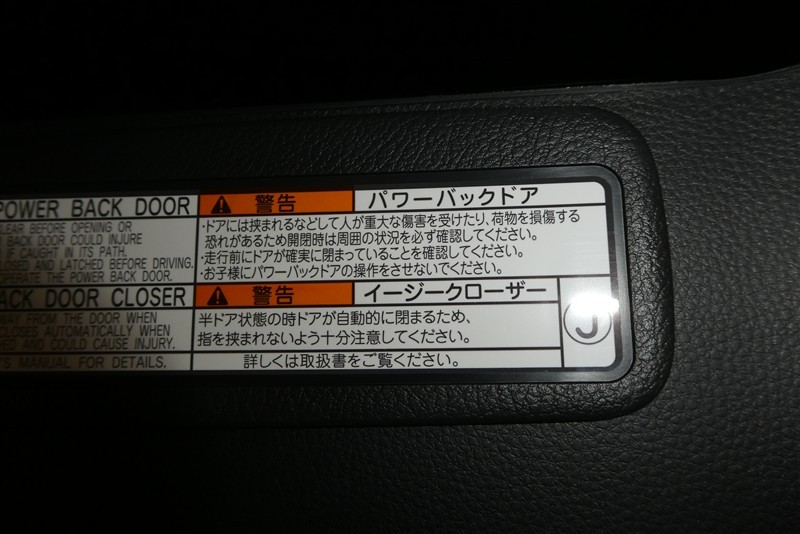 POWER BACK DOOR
CLEAR BEFORE OPENING OR
BACK DOOR COULD INJURE
CAUGHT IN ITS PATH.
AND LATCHED BEFORE DRIVING.
OPERATE THE POWER BACK DOOR.
警告 パワーバックドア
・ドアには挟まれるなどして人が重大な傷害を受けたり、荷物を損傷する
恐れがあるため開閉時は周囲の状況を必ず確認してください。
・走行前にドアが確実に閉まっていることを確認してください。
・お子様にパワーバックドアの操作をさせないでください。
BACK DOOR CLOSER
AWAY FROM THE DOOR WHEN
CLOSES AUTOMATICALLY WHEN
AND COULD CAUSE INJURY.
警告 イージークローザー
半ドア状態の時ドアが自動的に閉まるため、
指を挟まれないよう十分注意してください。
J
MANUAL FOR DETAILS.
詳しくは取扱書をご覧ください。